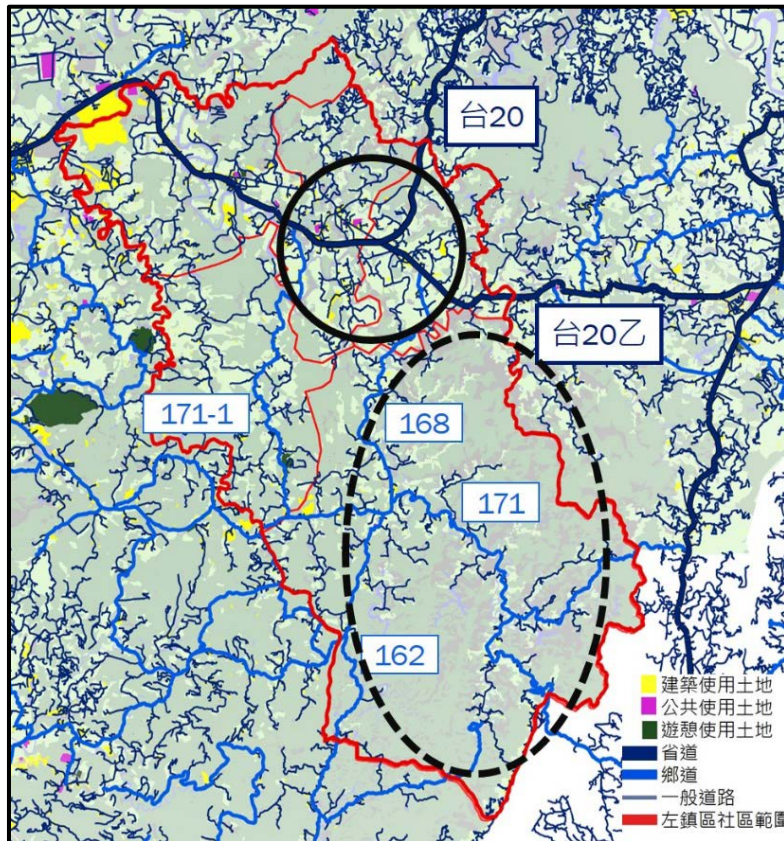 台20
台20乙
171-1
168
171
162
建築使用土地
公共使用土地
遊憩使用土地
省道
鄉道
一般道路
左鎮區社區範圍